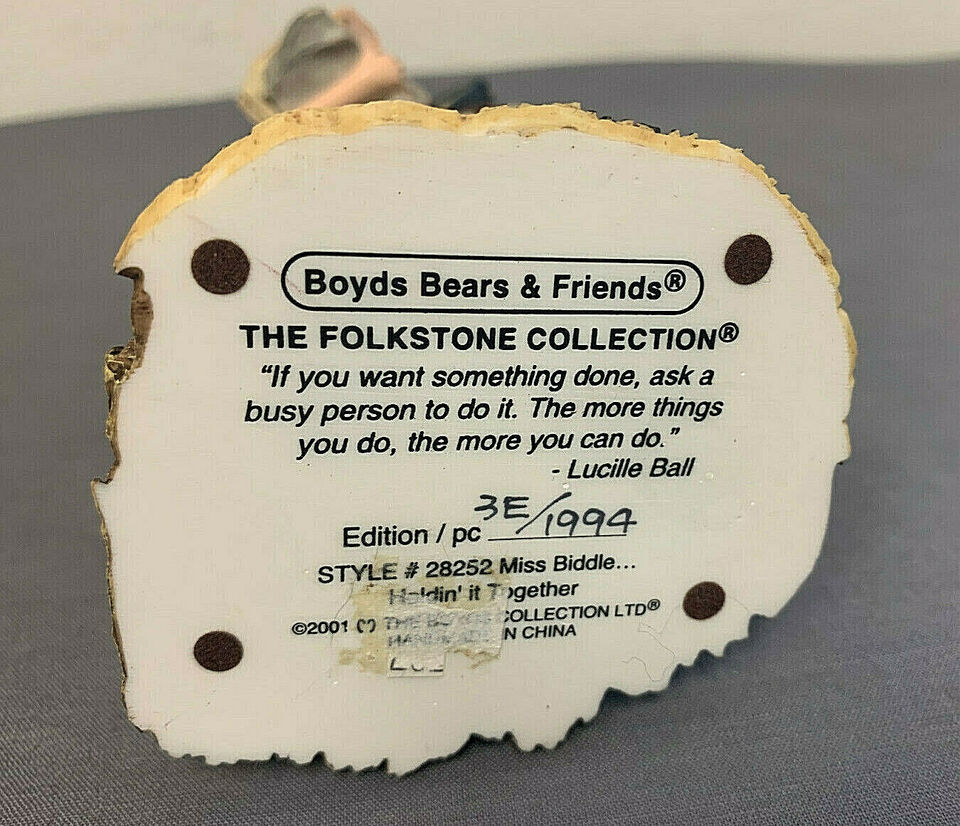 Boyds Bears & Friends®
THE FOLKSTONE COLLECTION®
“If you want something done, ask a
busy person to do it. The more things
you do, the more you can do.”
- Lucille Ball
Edition / pc 3E/1994
STYLE # 28252 Miss Biddle...
Holdin' it Together
©2001 THE BOYDS COLLECTION LTD®
HANDMADE IN CHINA